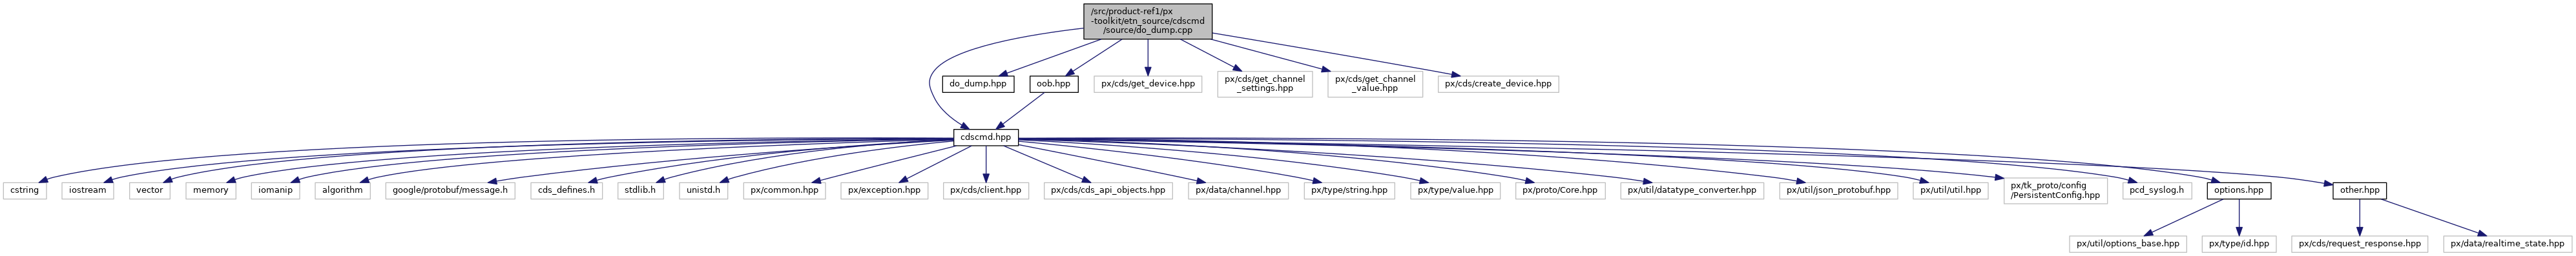 /src/product-ref1/px
-toolkit/etn_source/cdscmd
/source/do_dump.cpp
do_dump.hpp
oob.hpp
px/cds/get_device.hpp
px/cds/get_channel
_settings.hpp
px/cds/get_channel
_value.hpp
px/cds/create_device.hpp
cdscmd.hpp
cstring
iostream
vector
memory
iomanip
algorithm
google/protobuf/message.h
cds_defines.h
stdlib.h
unistd.h
px/common.hpp
px/exception.hpp
px/cds/client.hpp
px/cds/cds_api_objects.hpp
px/data/channel.hpp
px/type/string.hpp
px/type/value.hpp
px/proto/Core.hpp
px/util/datatype_converter.hpp
px/util/json_protobuf.hpp
px/util/util.hpp
px/tk_proto/config
/PersistentConfig.hpp
pcd_syslog.h
options.hpp
other.hpp
px/util/options_base.hpp
px/type/id.hpp
px/cds/request_response.hpp
px/data/realtime_state.hpp